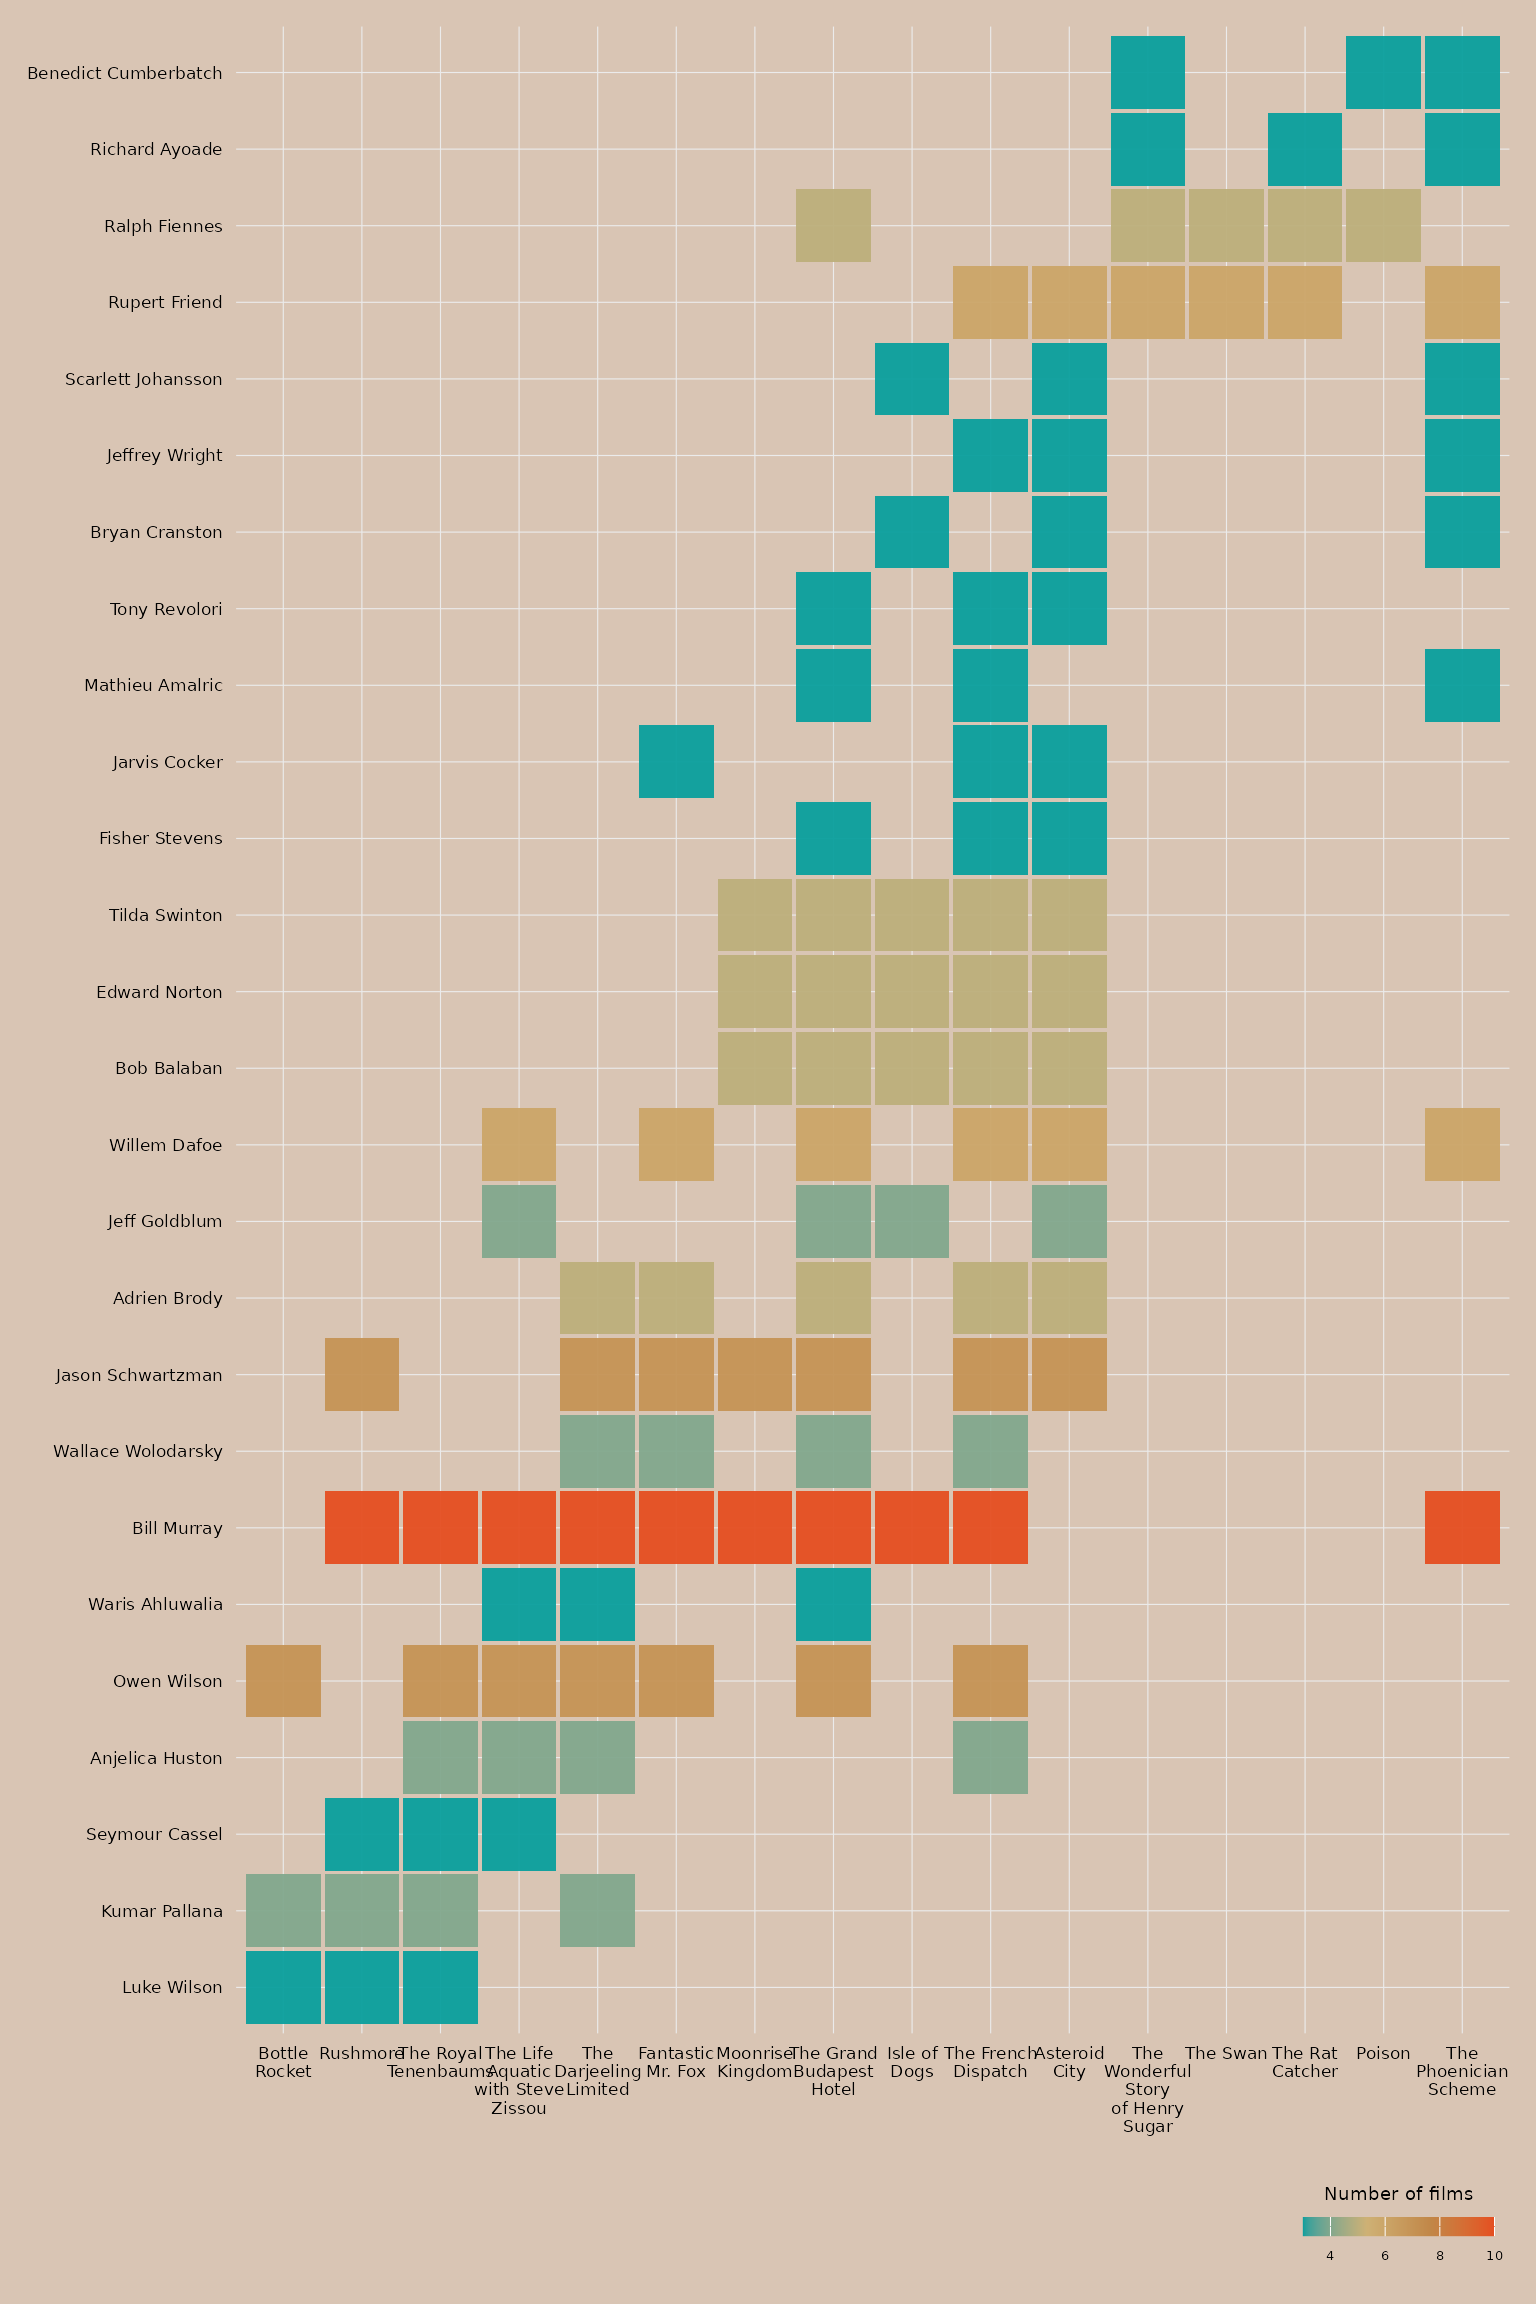 Benedict Cumberbatch
Richard Ayoade
Ralph Fiennes
Rupert Friend
Scarlett Johansson
Jeffrey Wright
Bryan Cranston
Tony Revolori
Mathieu Amalric
Jarvis Cocker
Fisher Stevens
Tilda Swinton
Edward Norton
Bob Balaban
Willem Dafoe
Jeff Goldblum
Adrien Brody
Jason Schwartzman
Wallace Wolodarsky
Bill Murray
Waris Ahluwalia
Owen Wilson
Anjelica Huston
Seymour Cassel
Kumar Pallana
Luke Wilson
Bottle
Rocket
Rushmore
The Royal
Tenenbaums
The Life
Aquatic
with Steve
Zissou
The
Darjeeling
Limited
Fantastic
Mr. Fox
Moonrise
Kingdom
The Grand
Budapest
Hotel
Isle of
Dogs
The French
Dispatch
Asteroid
City
The
Wonderful
Story
of Henry
Sugar
The Swan
The Rat
Catcher
Poison
The
Phoenician
Scheme
Number of films
4 6 8 10